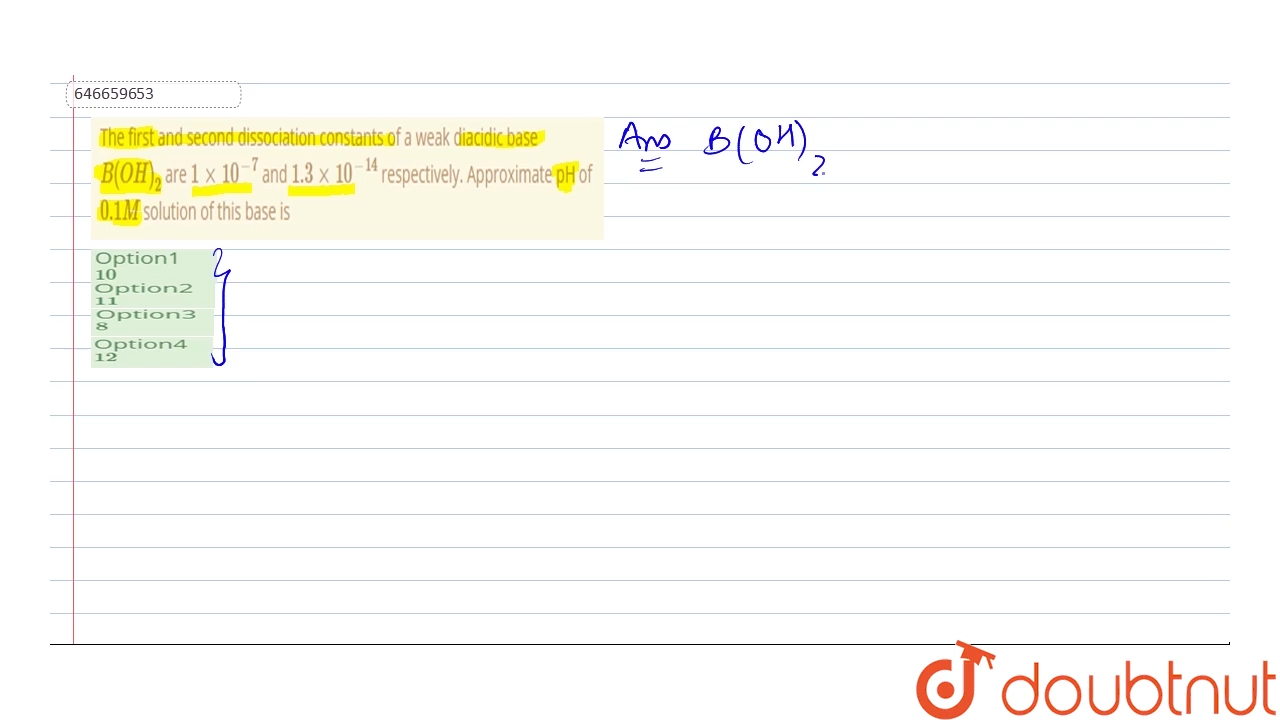 646659653
The first and second dissociation constants of a weak diacidic base
B(OH)₂ are 1 × 10⁻⁷ and 1.3 × 10⁻¹⁴ respectively. Approximate pH of
0.1M solution of this base is
Ans B(OH)₂
Option1
10
Option2
11
Option3
8
Option4
12
doubtnut